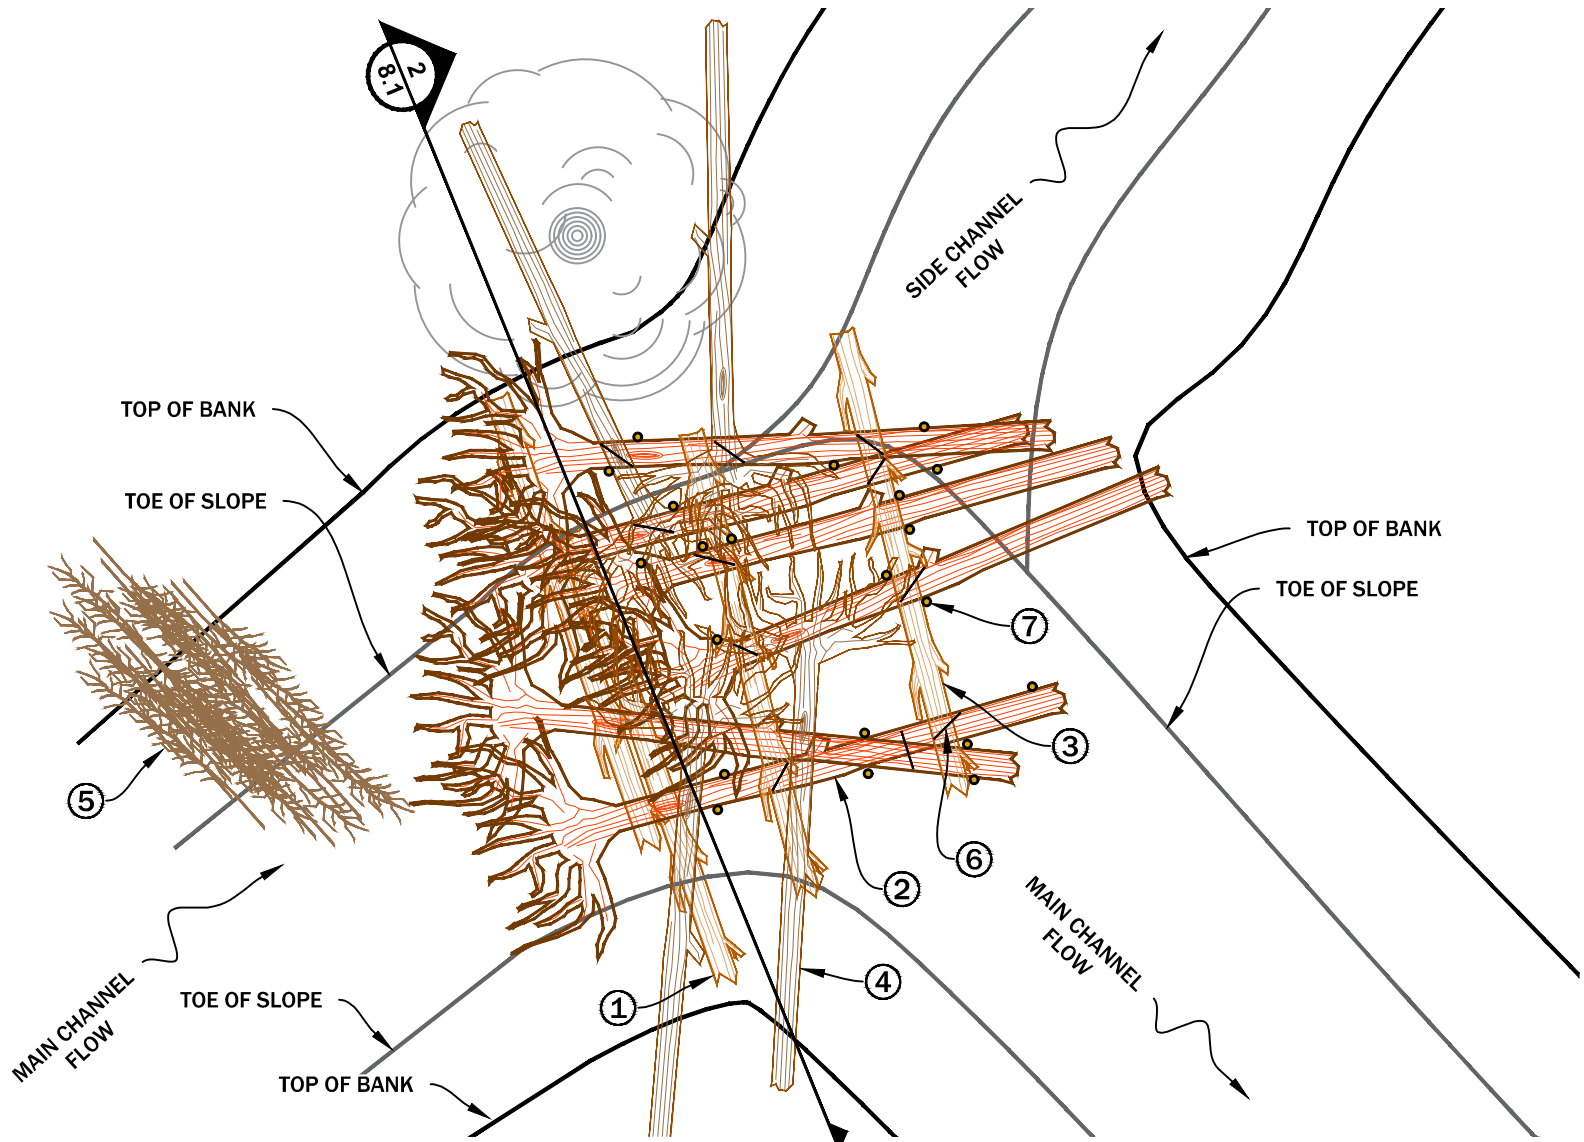 2
8.1
SIDE CHANNEL
FLOW
TOP OF BANK
TOE OF SLOPE
TOP OF BANK
TOE OF SLOPE
7
3
5
6
2
MAIN CHANNEL
FLOW
4
1
MAIN CHANNEL
FLOW
TOE OF SLOPE
TOP OF BANK